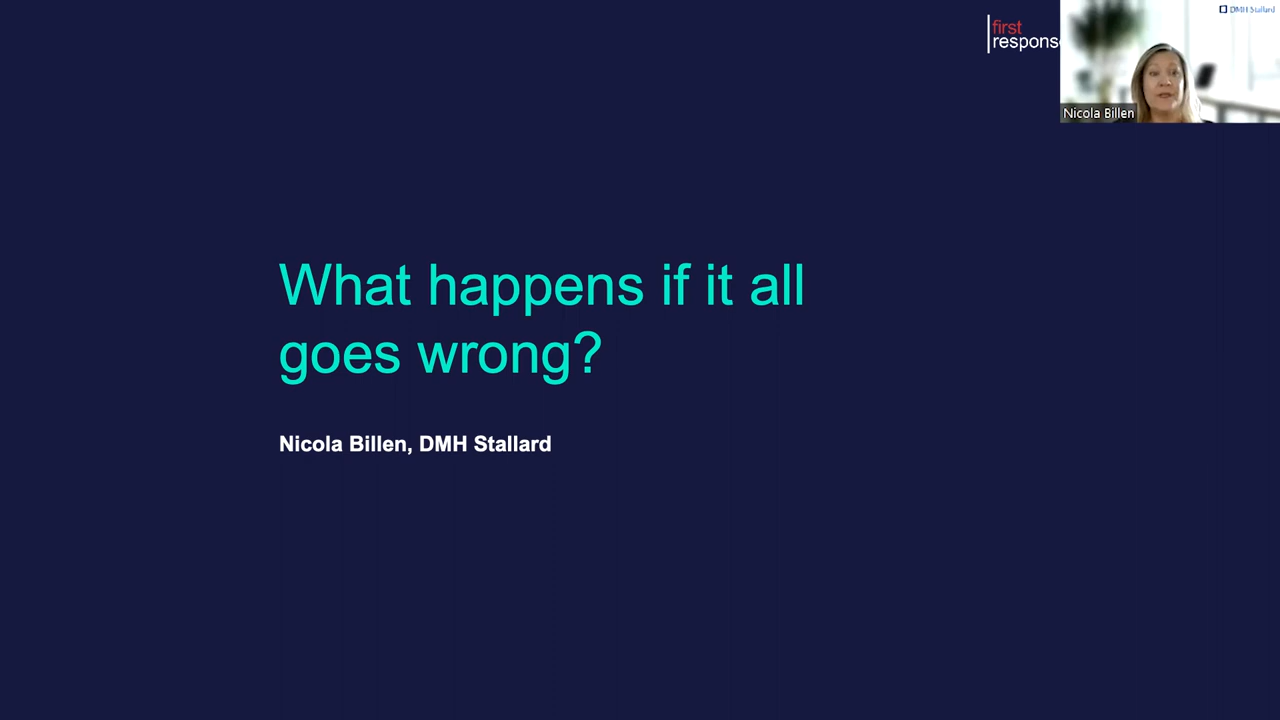 first
respons
DMH Stallard
Nicola Billen
What happens if it all
goes wrong?
Nicola Billen, DMH Stallard